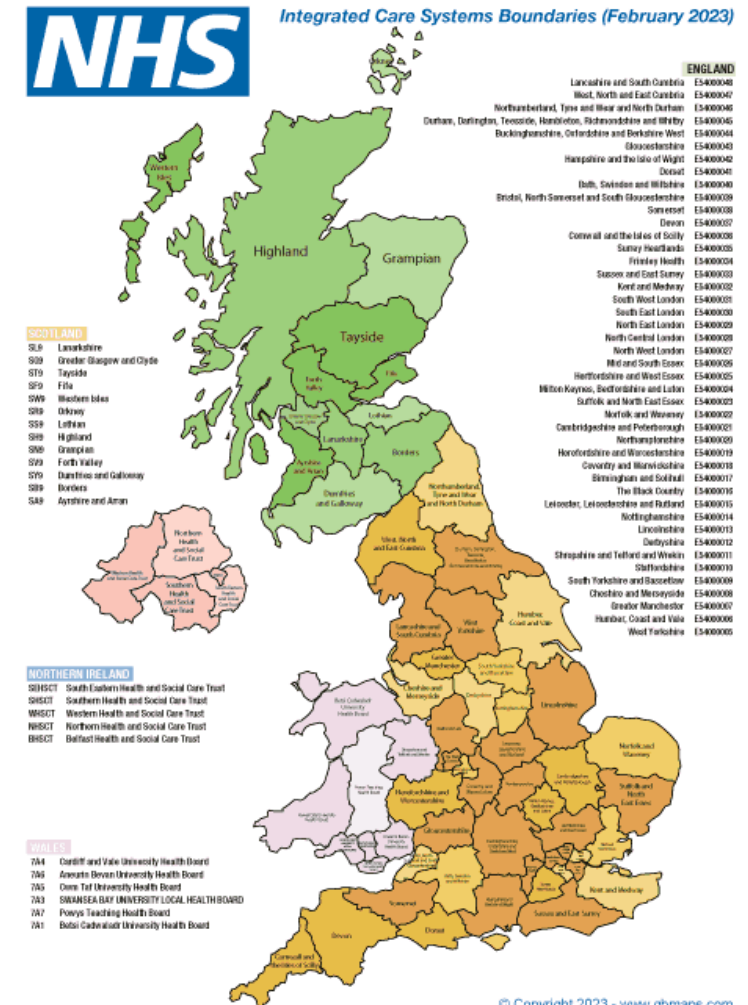 NHS
Integrated Care Systems Boundaries (February 2023)
ENGLAND
Lancashire and South Cumbria E54000048
West, North and East Cumbria E54000047
Northumberland, Tyne and Wear and North Durham E54000046
Durham, Darlington, Teesside, Hambleton, Richmondshire and Whitby E54000045
Buckinghamshire, Oxfordshire and Berkshire West E54000044
Gloucestershire E54000043
Hampshire and the Isle of Wight E54000042
Dorset E54000041
Bath, Swindon and Wiltshire E54000040
Bristol, North Somerset and South Gloucestershire E54000039
Somerset E54000038
Devon E54000037
Cornwall and the Isles of Scilly E54000036
Surrey Heartlands E54000035
Frimley Health E54000034
Sussex and East Surrey E54000033
Kent and Medway E54000032
South West London E54000031
South East London E54000030
North East London E54000029
North Central London E54000028
North West London E54000027
Mid and South Essex E54000026
Hertfordshire and West Essex E54000025
Milton Keynes, Bedfordshire and Luton E54000024
Suffolk and North East Essex E54000023
Norfolk and Waveney E54000022
Cambridgeshire and Peterborough E54000021
Northamptonshire E54000020
Herefordshire and Worcestershire E54000019
Coventry and Warwickshire E54000018
Birmingham and Solihull E54000017
The Black Country E54000016
Leicester, Leicestershire and Rutland E54000015
Nottinghamshire E54000014
Lincolnshire E54000013
Derbyshire E54000012
Shropshire and Telford and Wrekin E54000011
Staffordshire E54000010
South Yorkshire and Bassetlaw E54000009
Cheshire and Merseyside E54000008
Greater Manchester E54000007
Humber, Coast and Vale E54000006
West Yorkshire E54000005
SCOTLAND
SL9 Lanarkshire
SG9 Greater Glasgow and Clyde
ST9 Tayside
SF9 Fife
SW9 Western Isles
SR9 Orkney
SS9 Lothian
SH9 Highland
SN9 Grampian
SV9 Forth Valley
SY9 Dumfries and Galloway
SB9 Borders
SA9 Ayrshire and Arran
NORTHERN IRELAND
SEHSCT South Eastern Health and Social Care Trust
SHSCT Southern Health and Social Care Trust
WHSCT Western Health and Social Care Trust
NHSCT Northern Health and Social Care Trust
BHSCT Belfast Health and Social Care Trust
WALES
7A4 Cardiff and Vale University Health Board
7A6 Aneurin Bevan University Health Board
7A5 Cwm Taf University Health Board
7A3 SWANSEA BAY UNIVERSITY LOCAL HEALTH BOARD
7A7 Powys Teaching Health Board
7A1 Betsi Cadwaladr University Health Board
Orkney
Western
Isles
Highland
Grampian
Tayside
Forth
Valley
Fife
Lothian
Lanarkshire
Borders
Ayrshire
and Arran
Dumfries
and Galloway
Northumberland,
Tyne and Wear
and North Durham
West, North
and East Cumbria
Northern
Health
and Social
Care Trust
Southern
Health
and Social
Care Trust
Humber,
Coast and Vale
Lancashire and
South Cumbria
West
Yorkshire
Greater
Manchester
Cheshire and
Merseyside
Derbyshire
Lincolnshire
Betsi Cadwaladr
University
Health Board
Norfolk and
Waveney
Suffolk and
North
East Essex
Herefordshire and
Worcestershire
Gloucestershire
Kent and Medway
Sussex and East Surrey
Somerset
Dorset
Devon
Cornwall and
the Isles of Scilly
© Copyright 2023 - www.gbmaps.com